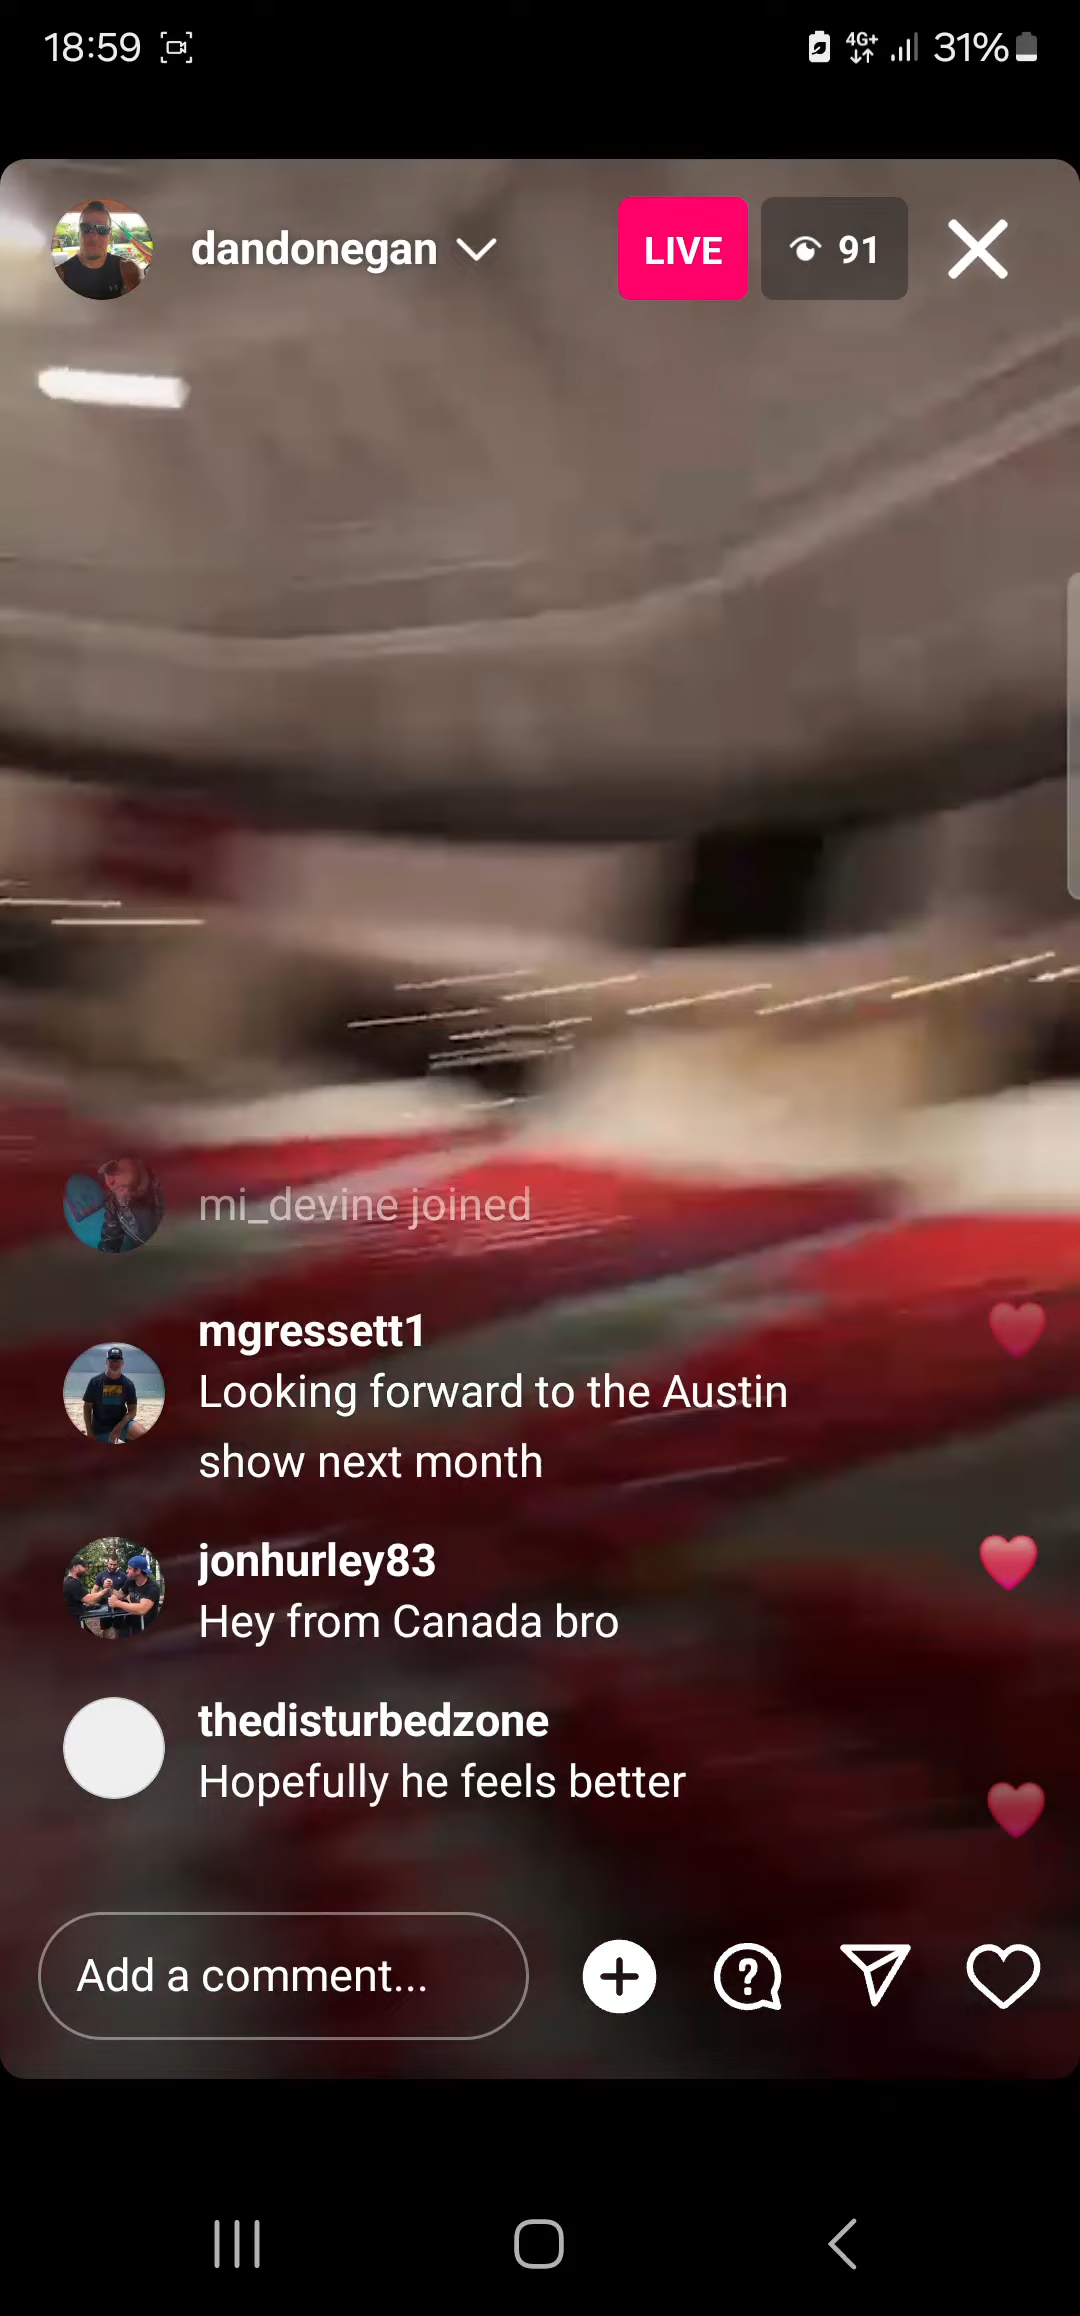 18:59
4G+
31%
dandonegan
LIVE
91
mi_devine joined
mgressett1
Looking forward to the Austin
show next month
jonhurley83
Hey from Canada bro
thedisturbedzone
Hopefully he feels better
Add a comment...